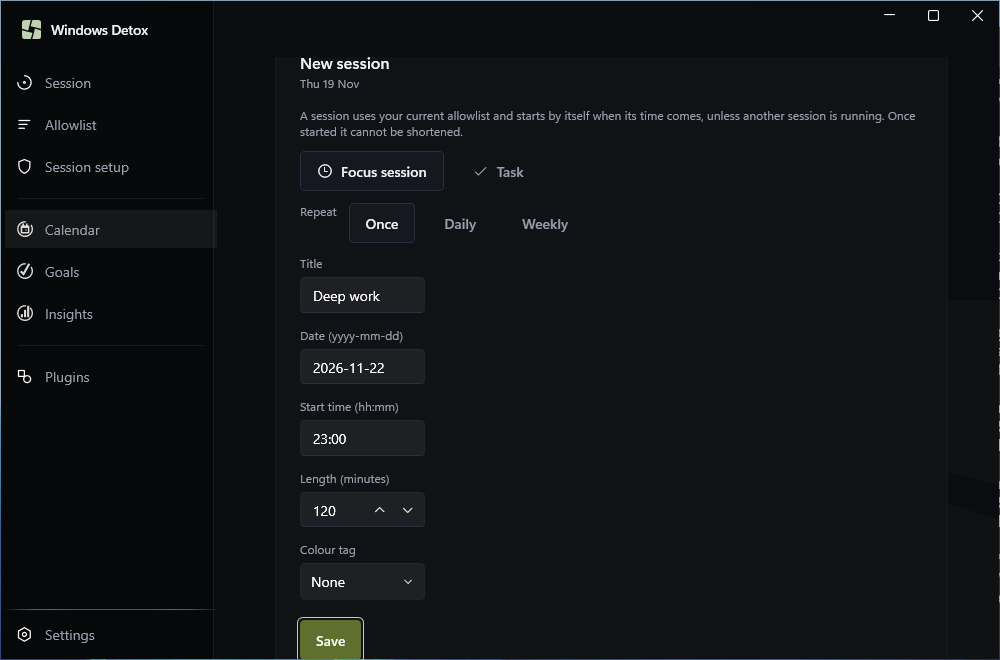 Windows Detox
Session
Allowlist
Session setup
Calendar
Goals
Insights
Plugins
Settings
New session
Thu 19 Nov
A session uses your current allowlist and starts by itself when its time comes, unless another session is running. Once
started it cannot be shortened.
Focus session
Task
Repeat
Once
Daily
Weekly
Title
Deep work
Date (yyyy-mm-dd)
2026-11-22
Start time (hh:mm)
23:00
Length (minutes)
120
Colour tag
None
Save